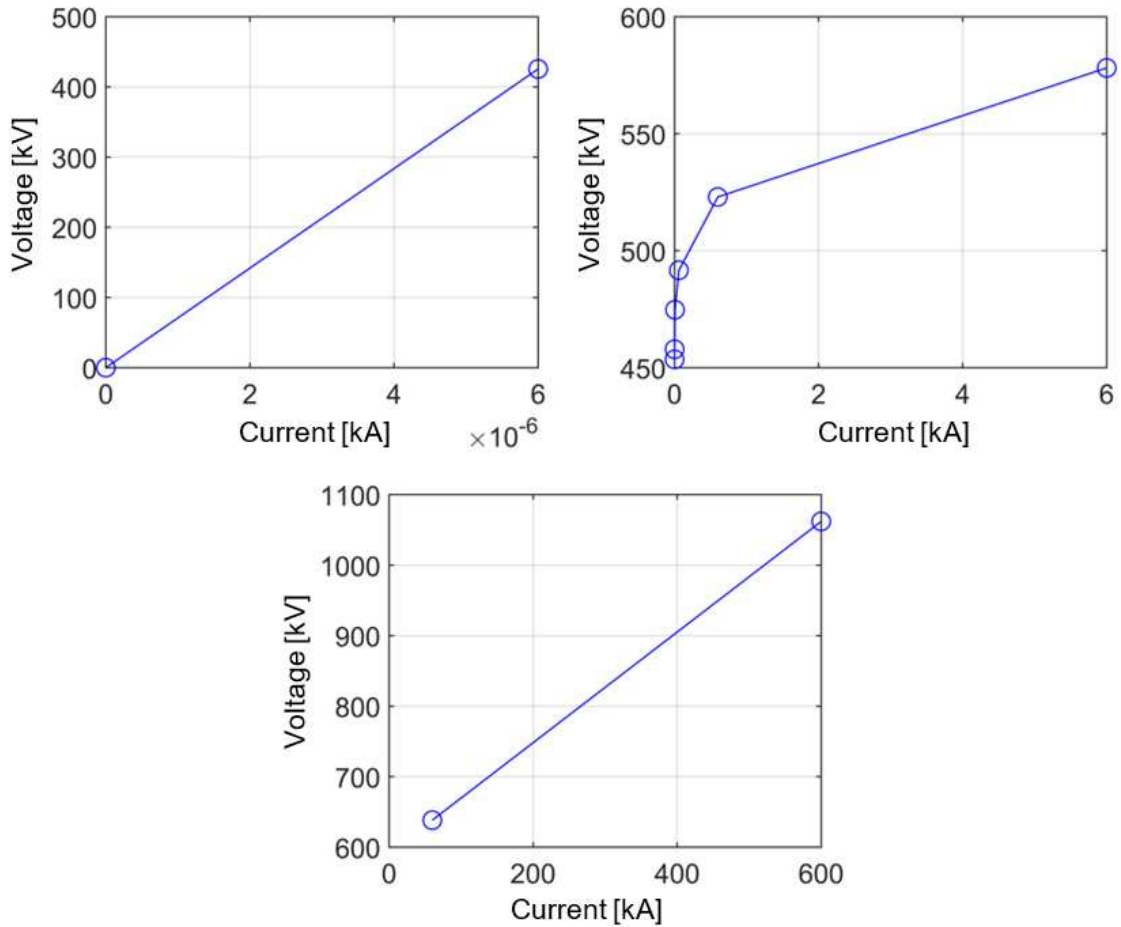 500
400
300
200
100
0
Voltage [kV]
0 2 4 6
Current [kA] ×10-6
600
550
500
450
Voltage [kV]
0 2 4 6
Current [kA]
1100
1000
900
800
700
600
Voltage [kV]
0 200 400 600
Current [kA]